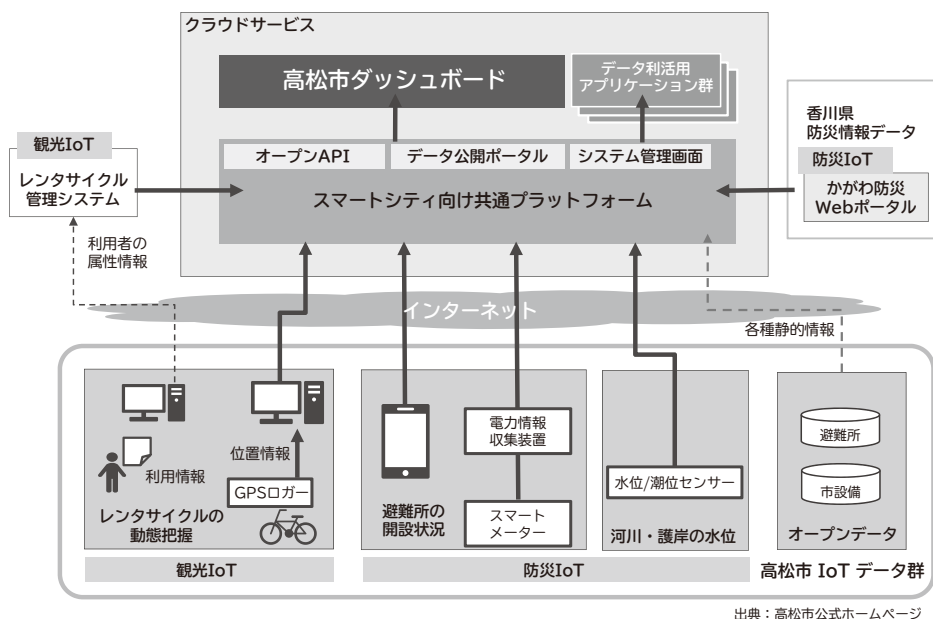 クラウドサービス
高松市ダッシュボード
データ利活用
アプリケーション群
オープンAPI
データ公開ポータル
システム管理画面
スマートシティ向け共通プラットフォーム
観光IoT
レンタサイクル
管理システム
香川県
防災情報データ
防災IoT
かがわ防災
Webポータル
利用者の
属性情報
インターネット
各種静的情報
位置情報
利用情報
GPSロガー
レンタサイクルの
動態把握
観光IoT
避難所の
開設状況
電力情報
収集装置
スマート
メーター
水位/潮位センサー
河川・護岸の水位
防災IoT
避難所
市設備
オープンデータ
高松市 IoT データ群
出典：高松市公式ホームページ